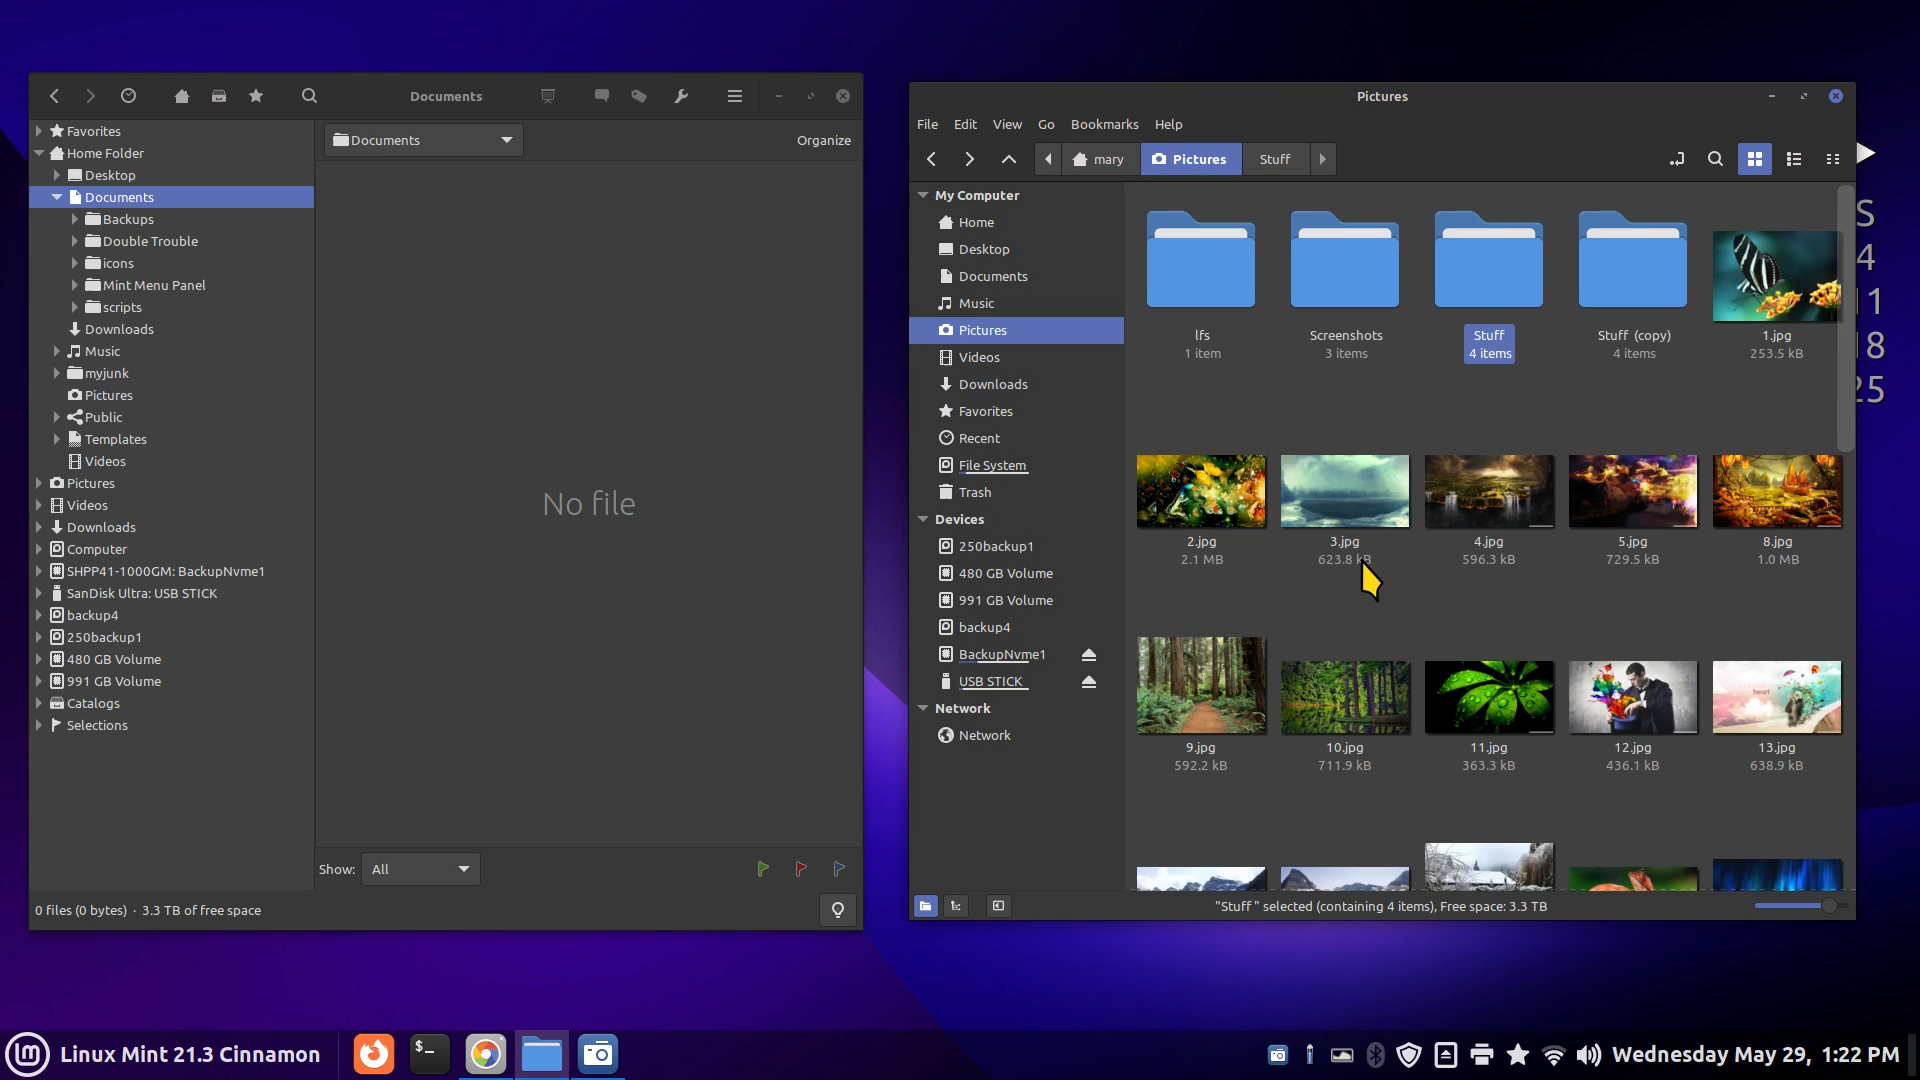 Documents
Favorites
Home Folder
Desktop
Documents
Backups
Double Trouble
icons
Mint Menu Panel
scripts
Downloads
Music
myjunk
Pictures
Public
Templates
Videos
Pictures
Videos
Downloads
Computer
SHPP41-1000GM: BackupNvme1
SanDisk Ultra: USB STICK
backup4
250backup1
480 GB Volume
991 GB Volume
Catalogs
Selections
Documents
Organize
No file
Show: All
0 files (0 bytes) · 3.3 TB of free space
Pictures
File Edit View Go Bookmarks Help
mary Pictures Stuff
My Computer
Home
Desktop
Documents
Music
Pictures
Videos
Downloads
Favorites
Recent
File System
Trash
Devices
250backup1
480 GB Volume
991 GB Volume
backup4
BackupNvme1
USB STICK
Network
Network
lfs Screenshots Stuff Stuff (copy) 1.jpg
1 item 3 items 4 items 4 items 253.5 kB
2.jpg 3.jpg 4.jpg 5.jpg 8.jpg
2.1 MB 623.8 kB 596.3 kB 729.5 kB 1.0 MB
heart
9.jpg 10.jpg 11.jpg 12.jpg 13.jpg
592.2 kB 711.9 kB 363.3 kB 436.1 kB 638.9 kB
"Stuff" selected (containing 4 items), Free space: 3.3 TB
S
4
11
18
25
$-
Linux Mint 21.3 Cinnamon
Wednesday May 29, 1:22 PM